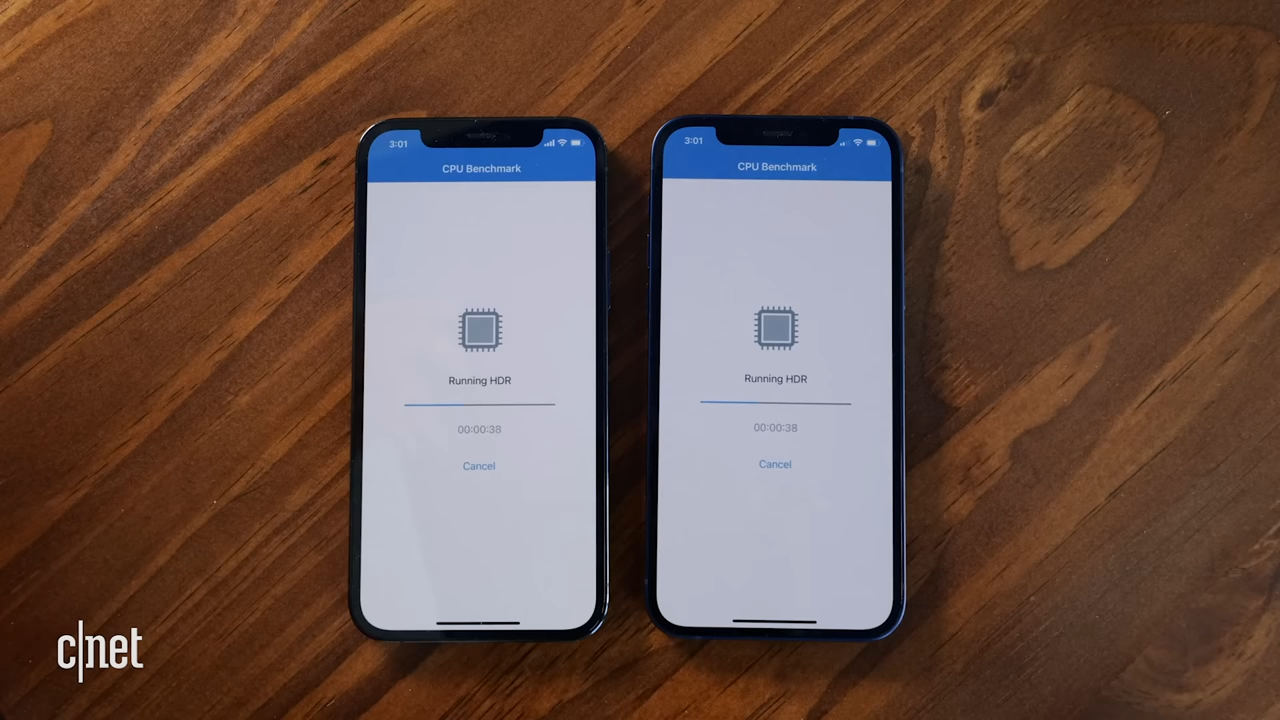 3:01
CPU Benchmark
Running HDR
00:00:38
Cancel
3:01
CPU Benchmark
Running HDR
00:00:38
Cancel
c|net